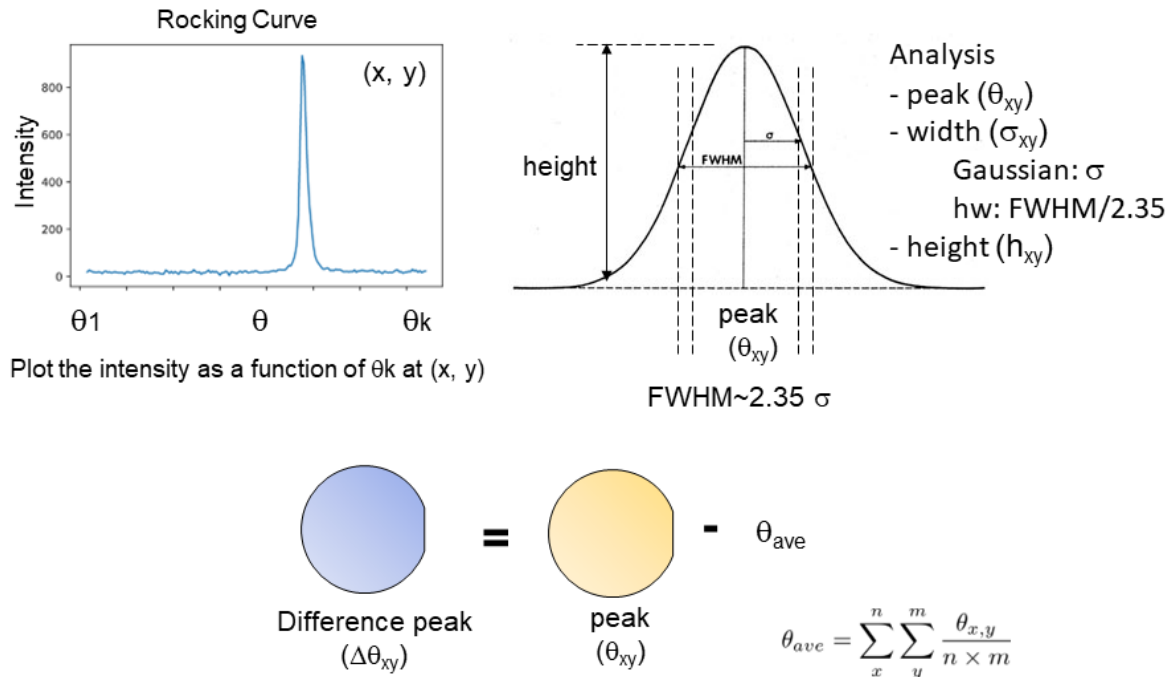 Rocking Curve
(x, y)
800
600
400
200
0
Intensity
θ1 θ θk
Plot the intensity as a function of θk at (x, y)
height
σ
FWHM
peak
(θxy)
FWHM~2.35 σ
Analysis
- peak (θxy)
- width (σxy)
Gaussian: σ
hw: FWHM/2.35
- height (hxy)
= - θave
Difference peak
(Δθxy)
peak
(θxy)
θave = ∑_x^n ∑_y^m θx,y / n × m